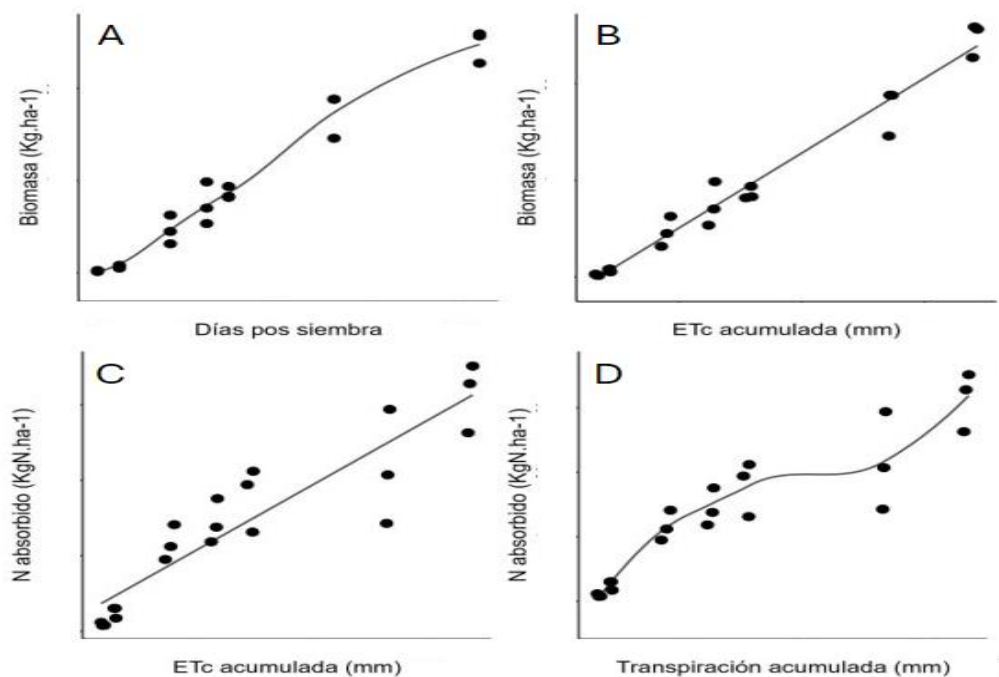 A
Biomasa (Kg.ha-1)
Días pos siembra
B
Biomasa (Kg.ha-1)
ETc acumulada (mm)
C
N absorbido (KgN.ha-1)
ETc acumulada (mm)
D
N absorbido (KgN.ha-1)
Transpiración acumulada (mm)